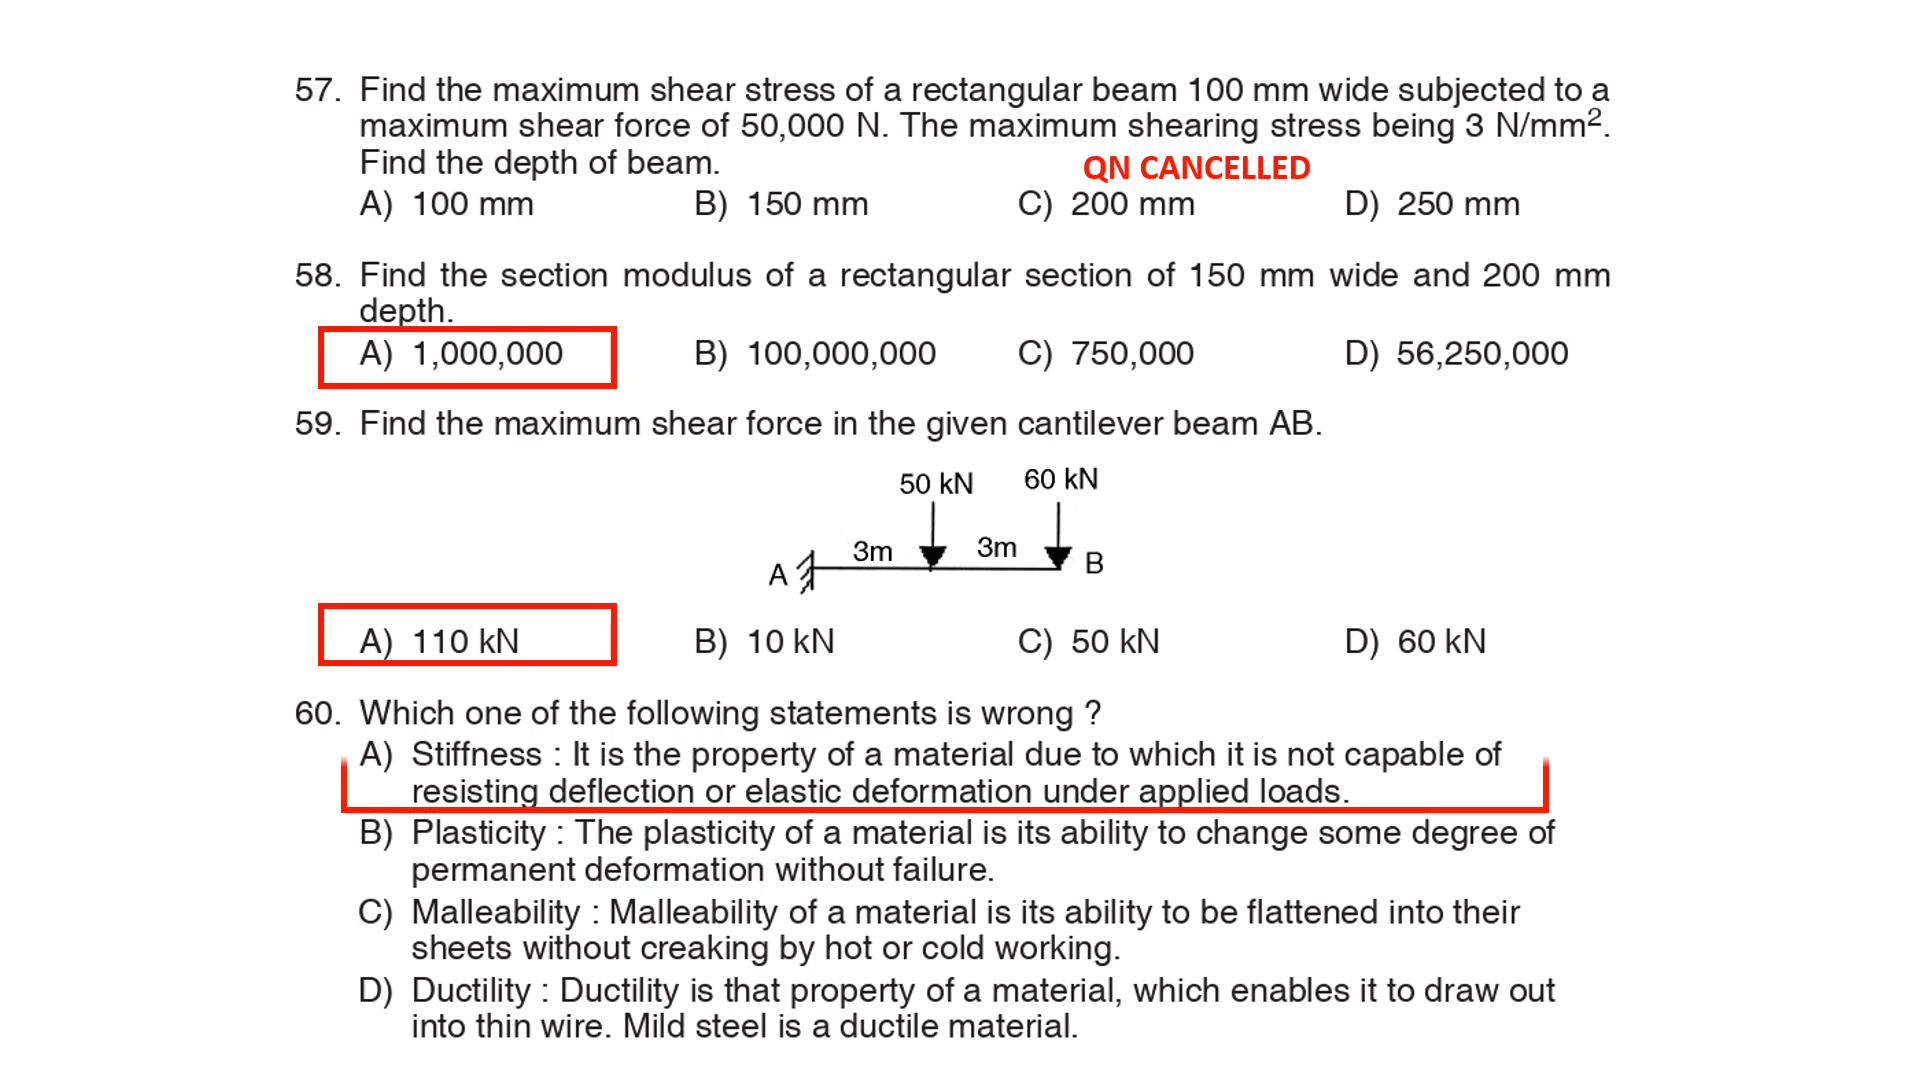 57. Find the maximum shear stress of a rectangular beam 100 mm wide subjected to a
maximum shear force of 50,000 N. The maximum shearing stress being 3 N/mm².
Find the depth of beam.
QN CANCELLED
A) 100 mm B) 150 mm C) 200 mm D) 250 mm
58. Find the section modulus of a rectangular section of 150 mm wide and 200 mm
depth.
A) 1,000,000 B) 100,000,000 C) 750,000 D) 56,250,000
59. Find the maximum shear force in the given cantilever beam AB.
50 kN 60 kN
3m 3m
A B
A) 110 kN B) 10 kN C) 50 kN D) 60 kN
60. Which one of the following statements is wrong ?
A) Stiffness : It is the property of a material due to which it is not capable of
resisting deflection or elastic deformation under applied loads.
B) Plasticity : The plasticity of a material is its ability to change some degree of
permanent deformation without failure.
C) Malleability : Malleability of a material is its ability to be flattened into their
sheets without creaking by hot or cold working.
D) Ductility : Ductility is that property of a material, which enables it to draw out
into thin wire. Mild steel is a ductile material.